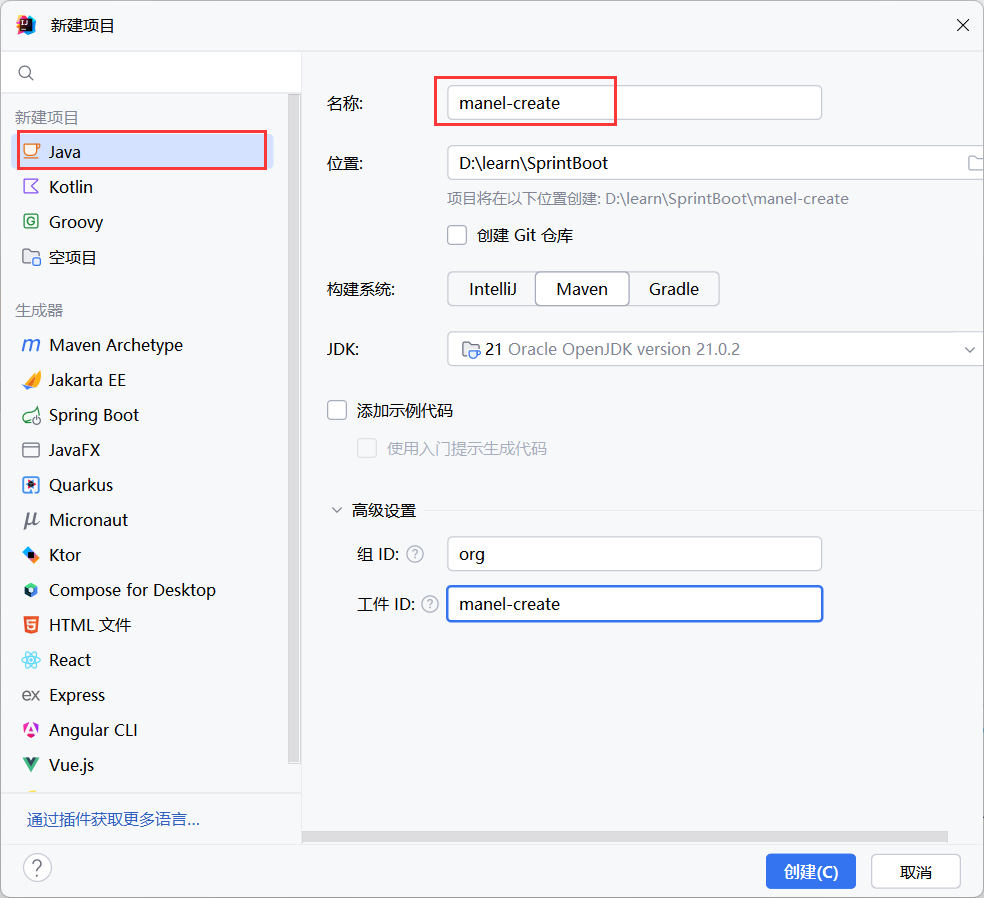 新建项目
新建项目
Java
Kotlin
Groovy
空项目
生成器
Maven Archetype
Jakarta EE
Spring Boot
JavaFX
Quarkus
Micronaut
Ktor
Compose for Desktop
HTML 文件
React
ex Express
Angular CLI
Vue.js
通过插件获取更多语言...
名称: manel-create
位置: D:\learn\SprintBoot
项目将在以下位置创建: D:\learn\SprintBoot\manel-create
创建 Git 仓库
构建系统: IntelliJ Maven Gradle
JDK: 21 Oracle OpenJDK version 21.0.2
添加示例代码
使用入门提示生成代码
高级设置
组 ID: ? org
工件 ID: ? manel-create
? 创建(C) 取消